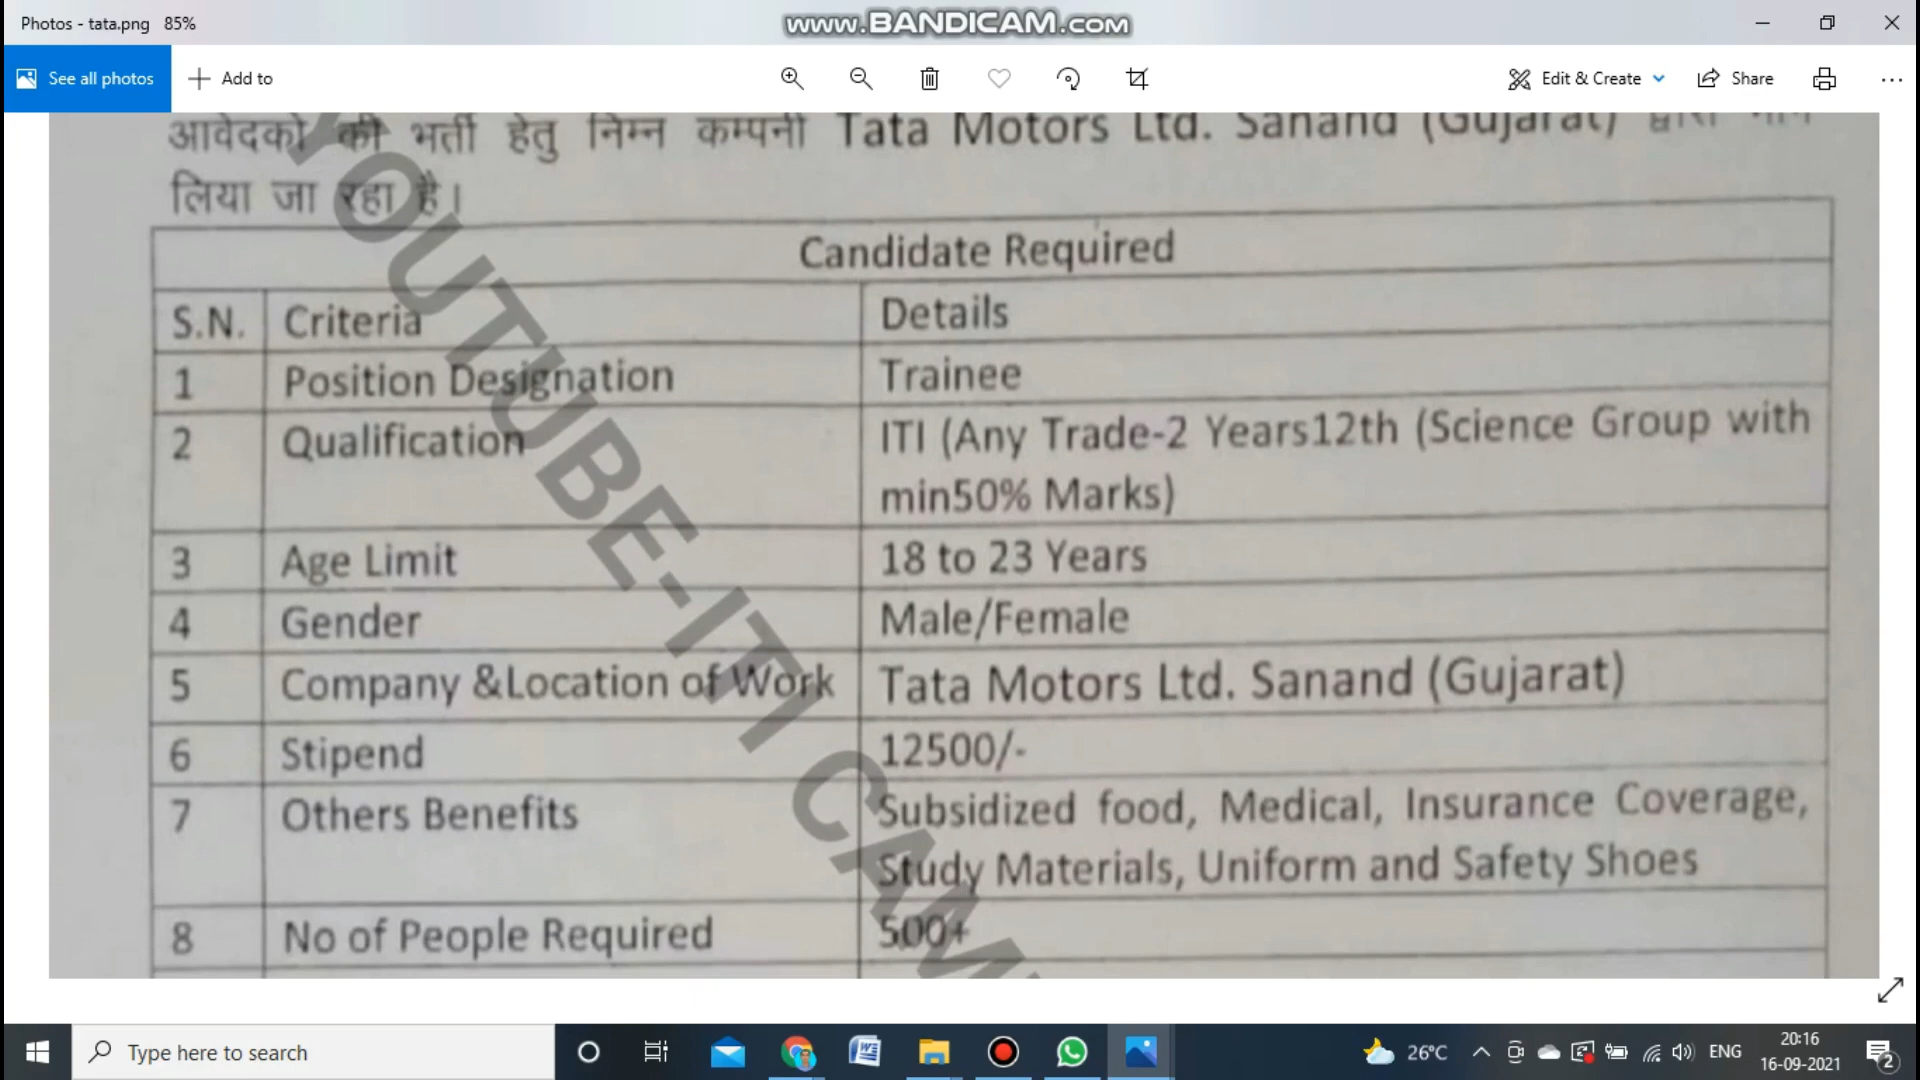 Photos - tata.png 85%
www.BANDICAM.com
See all photos
Add to
Edit & Create
Share
आवेदको की भर्ती हेतु निम्न कम्पनी Tata Motors Ltd. Sanand (Gujarat) द्वारा
लिया जा रहा है।
Candidate Required
S.N. Criteria Details
1 Position Designation Trainee
2 Qualification ITI (Any Trade-2 Years12th (Science Group with
min50% Marks)
3 Age Limit 18 to 23 Years
4 Gender Male/Female
5 Company &Location of Work Tata Motors Ltd. Sanand (Gujarat)
6 Stipend 12500/-
7 Others Benefits Subsidized food, Medical, Insurance Coverage,
Study Materials, Uniform and Safety Shoes
8 No of People Required 500+
YOUTUBE-ITI CAM
Type here to search
26°C
ENG
20:16
16-09-2021
2